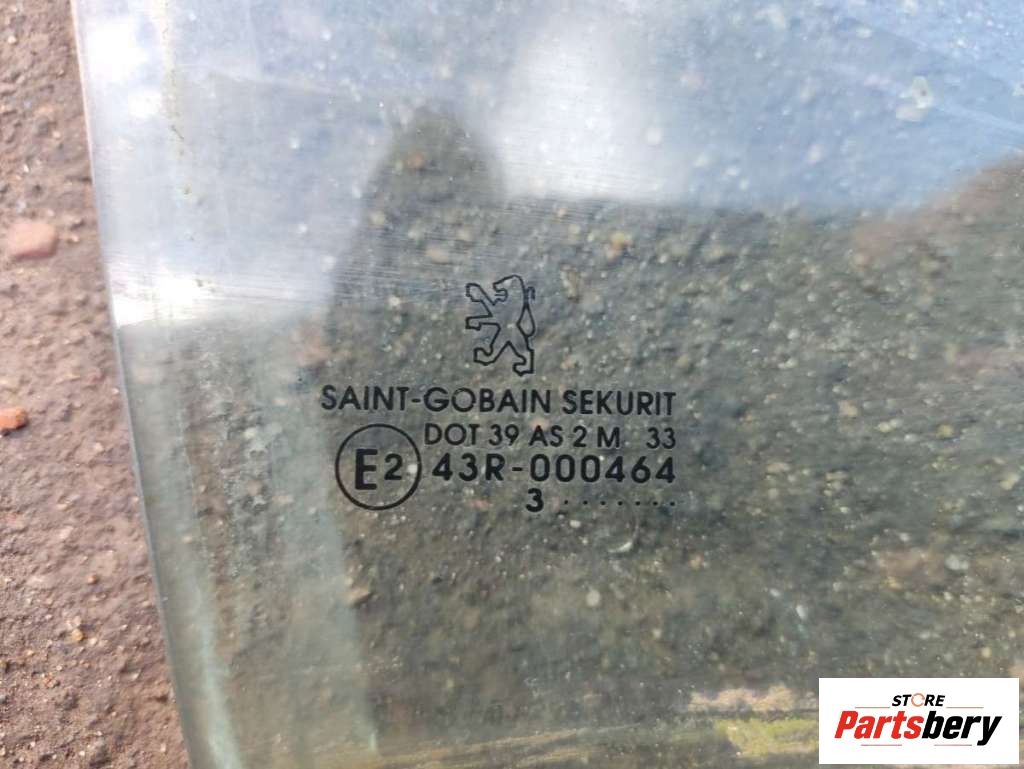 SAINT-GOBAIN SEKURIT
DOT 39 AS 2 M 33
E2 43R-000464
3 .......
STORE
Partsbery